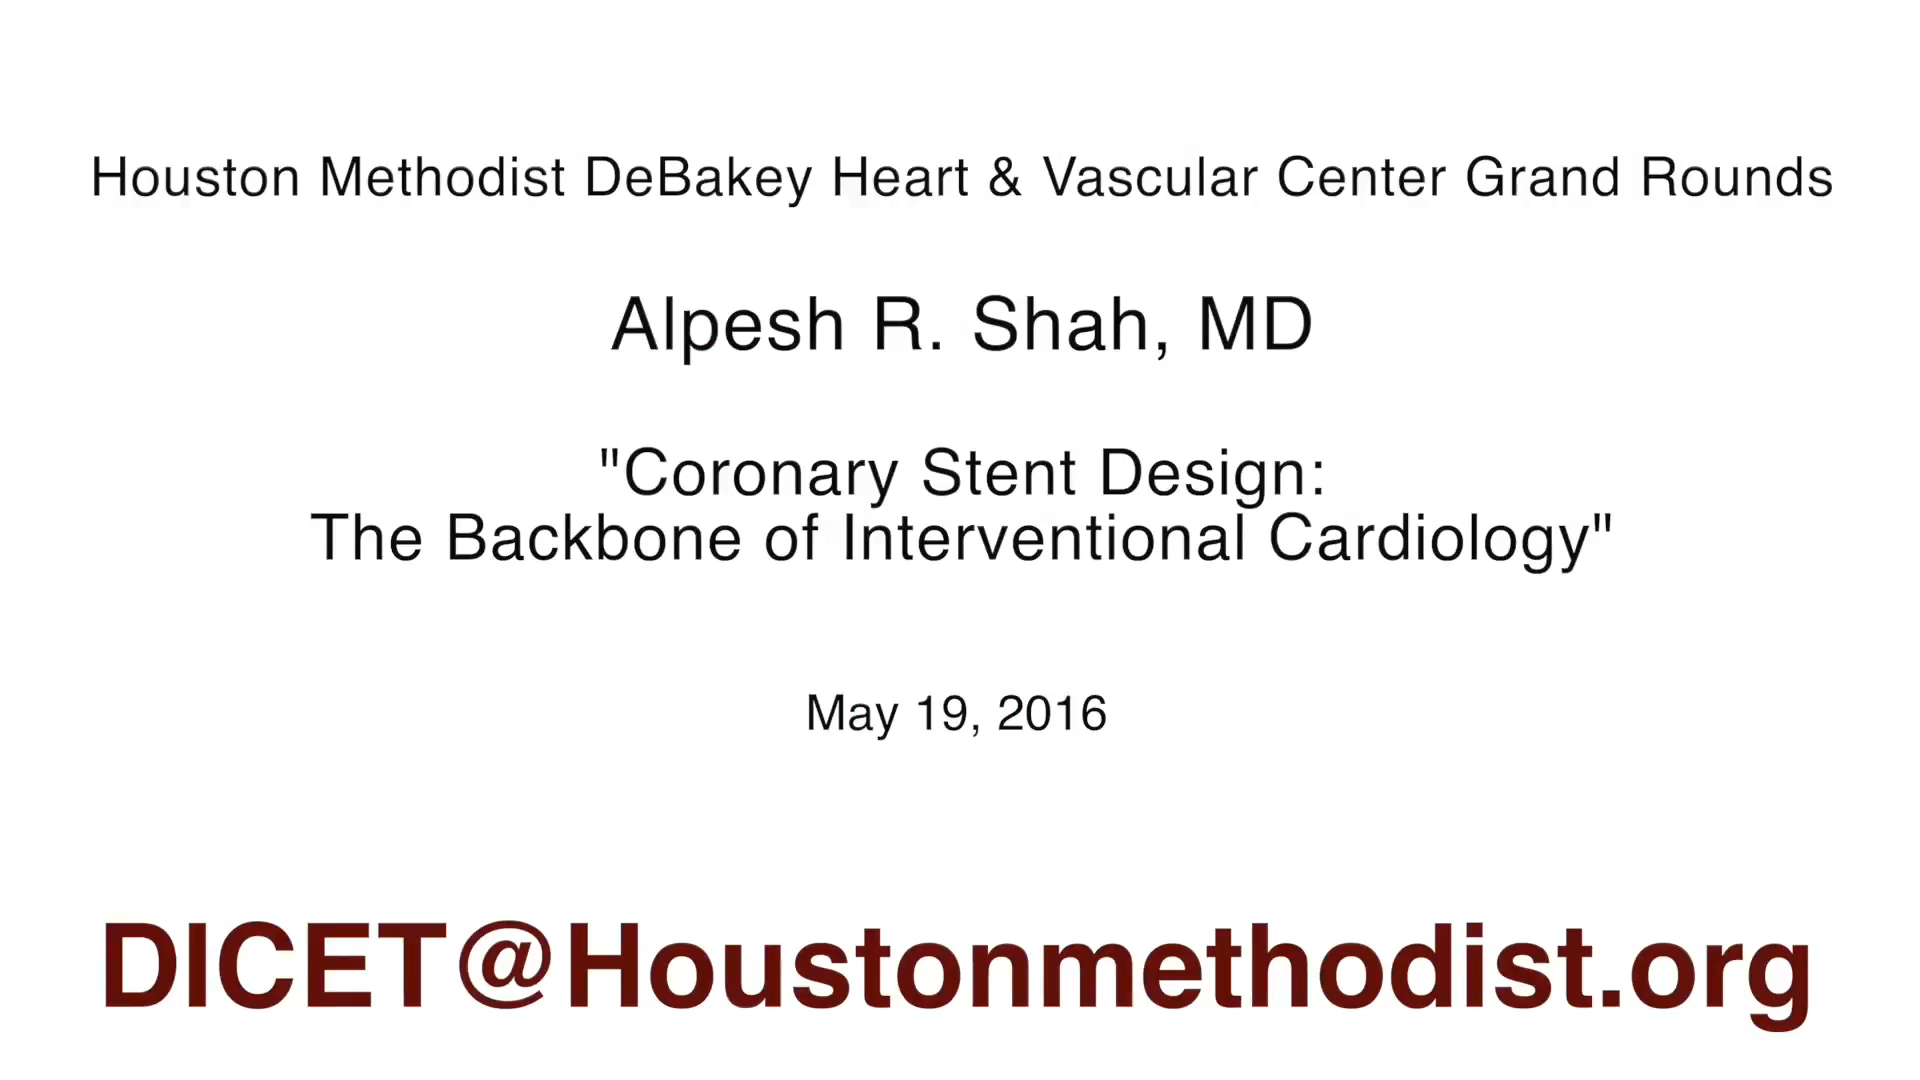 Houston Methodist DeBakey Heart & Vascular Center Grand Rounds
Alpesh R. Shah, MD
"Coronary Stent Design:
The Backbone of Interventional Cardiology"
May 19, 2016
DICET@Houstonmethodist.org